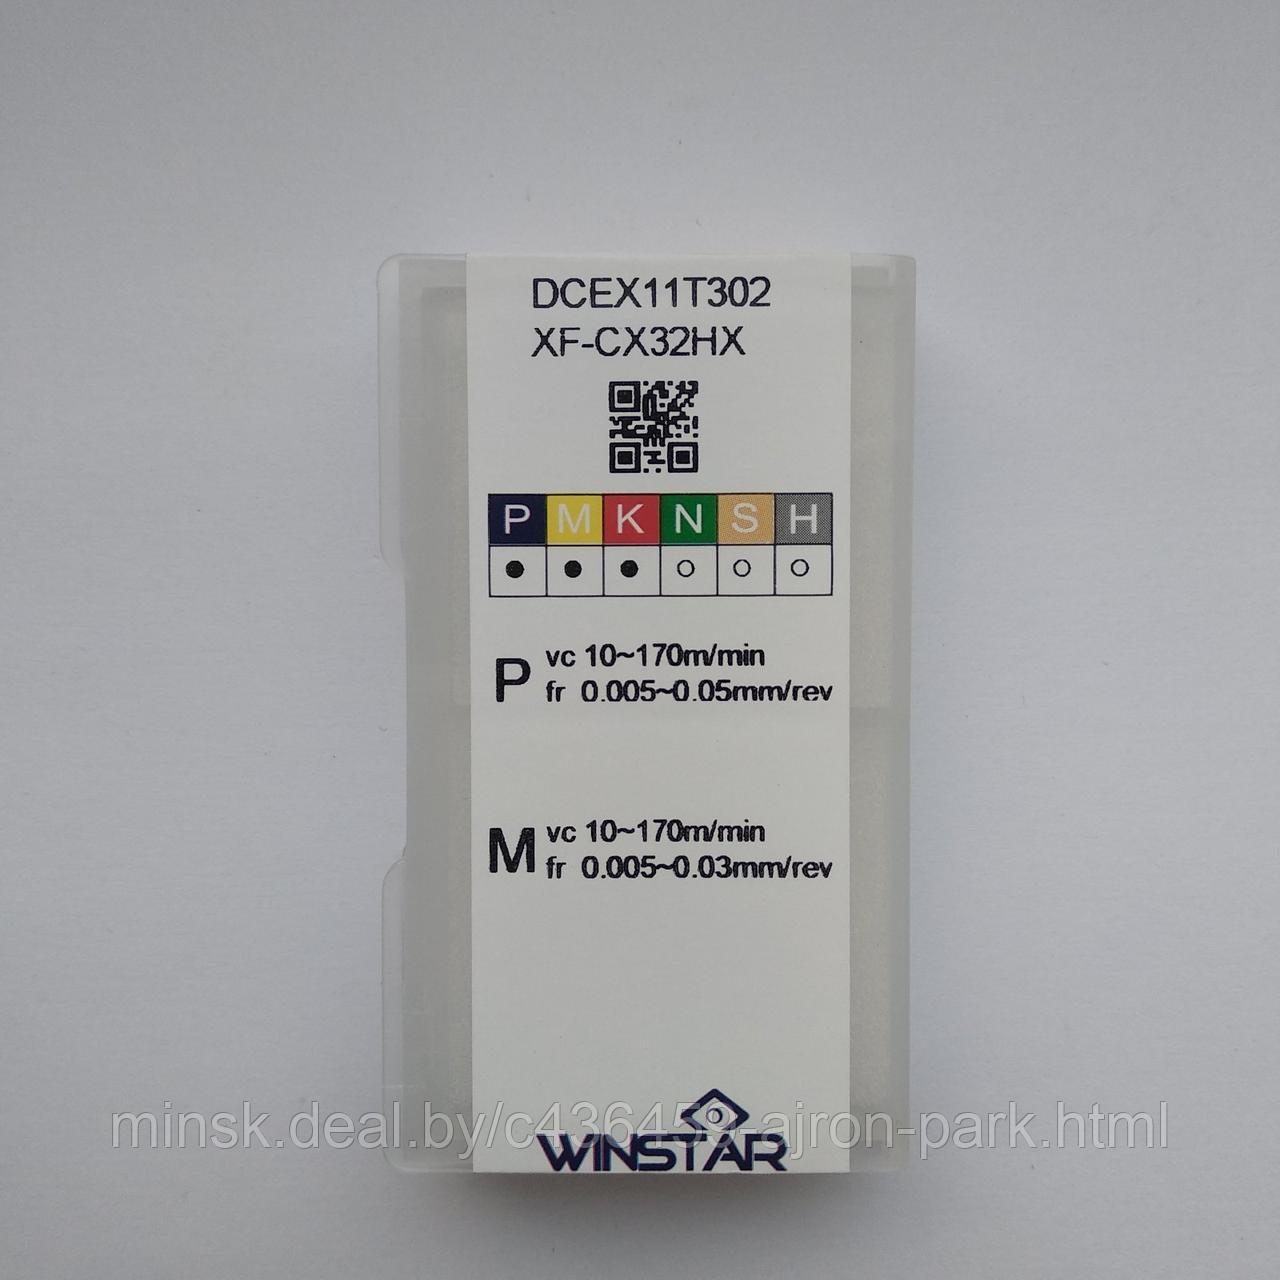 DCEX11T302
XF-CX32HX
P M K N S H
P vc 10~170m/min
fr 0.005~0.05mm/rev
M vc 10~170m/min
fr 0.005~0.03mm/rev
minsk.deal.by/c436459-ajron-park.html
WINSTAR